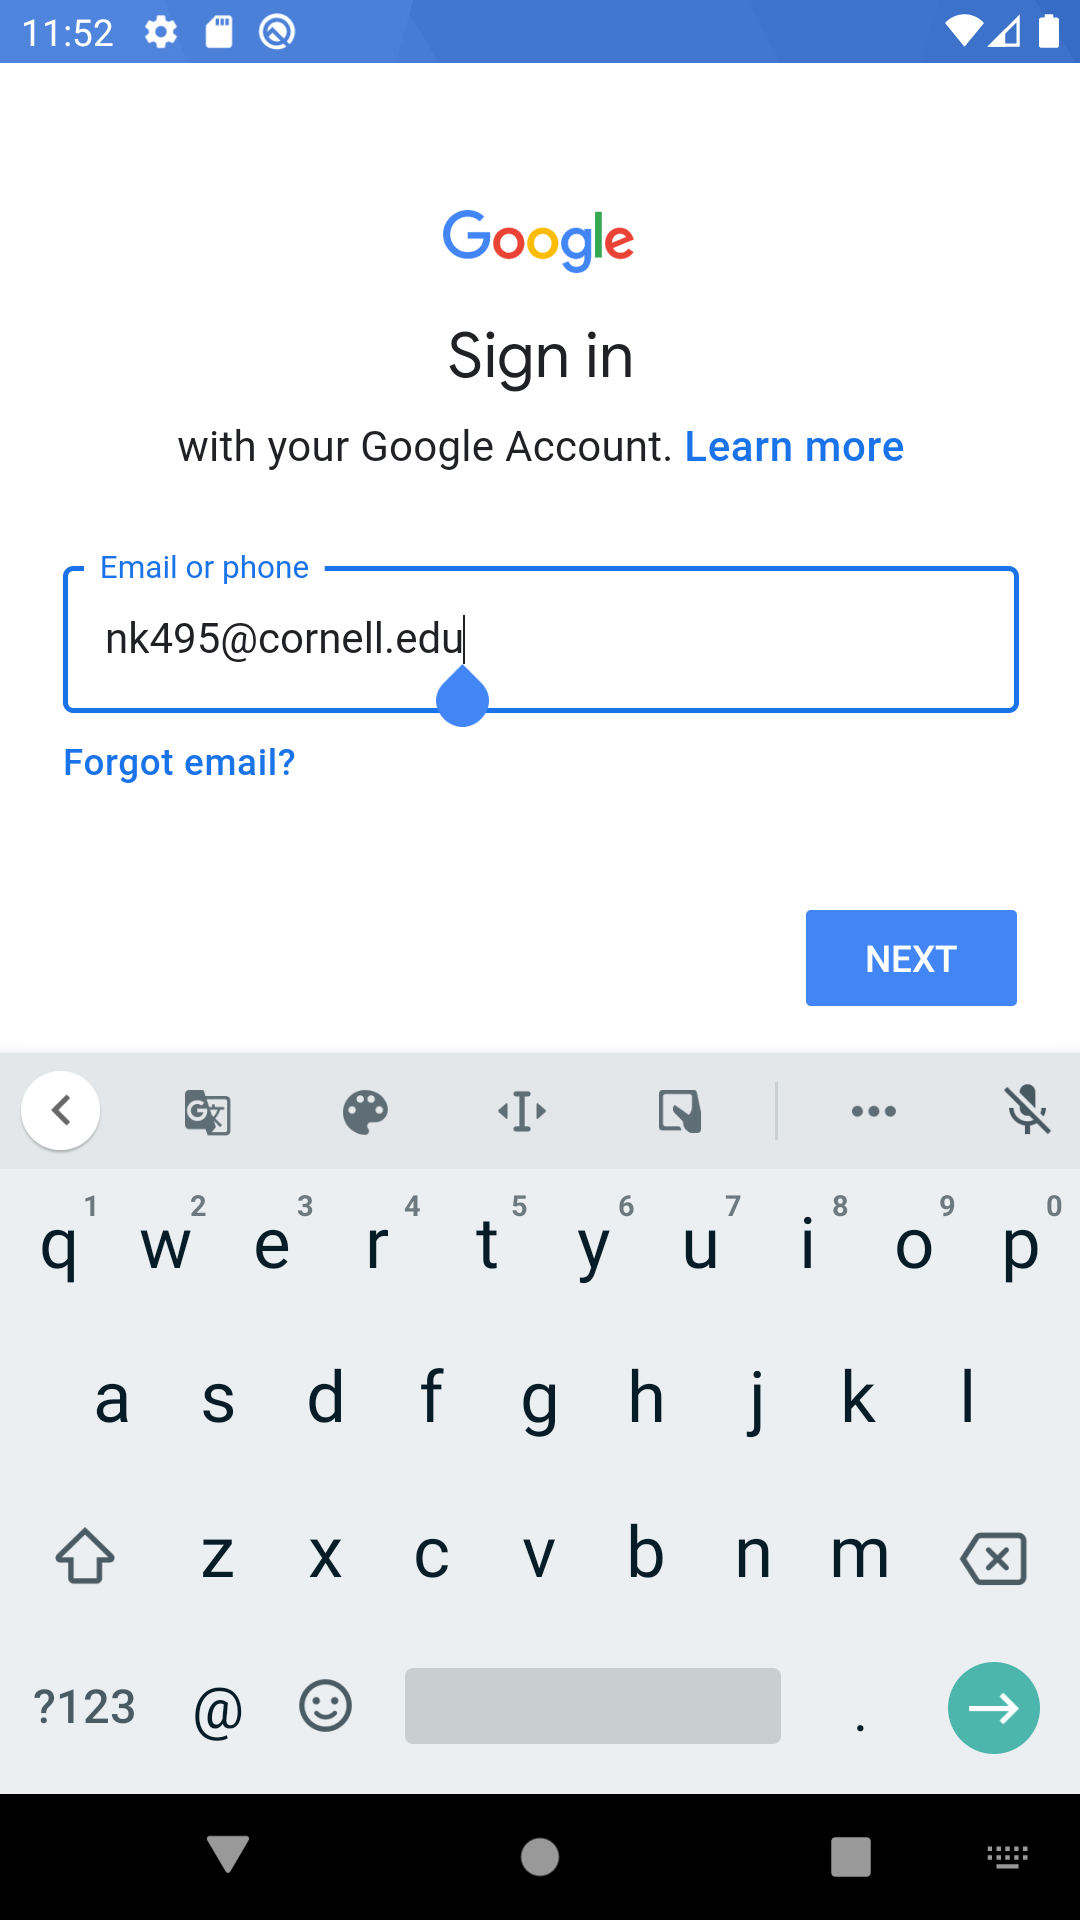 11:52
Google
Sign in
with your Google Account. Learn more
Email or phone
nk495@cornell.edu
Forgot email?
NEXT
1 2 3 4 5 6 7 8 9 0
q w e r t y u i o p
a s d f g h j k l
z x c v b n m
?123 @ .